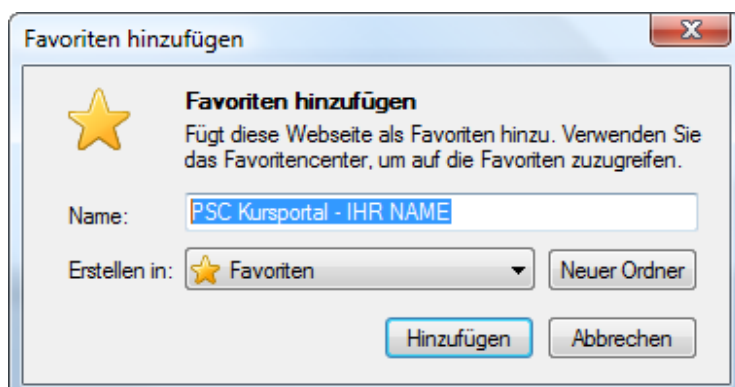 Favoriten hinzufügen
Favoriten hinzufügen
Fügt diese Webseite als Favoriten hinzu. Verwenden Sie
das Favoritencenter, um auf die Favoriten zuzugreifen.
Name: PSC Kursportal - IHR NAME
Erstellen in: Favoriten Neuer Ordner
Hinzufügen Abbrechen